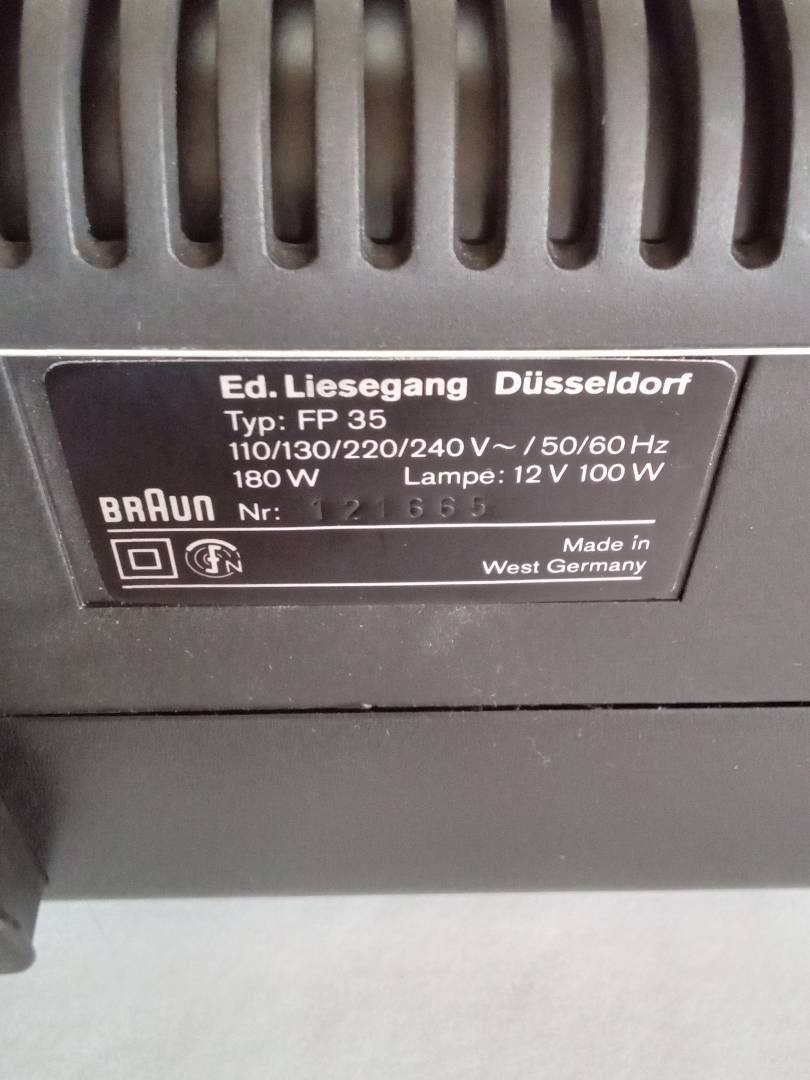 Ed. Liesegang Düsseldorf
Typ: FP 35
110/130/220/240 V~ / 50/60 Hz
180 W Lampe: 12 V 100 W
BRAUN Nr: 121665
Made in
West Germany